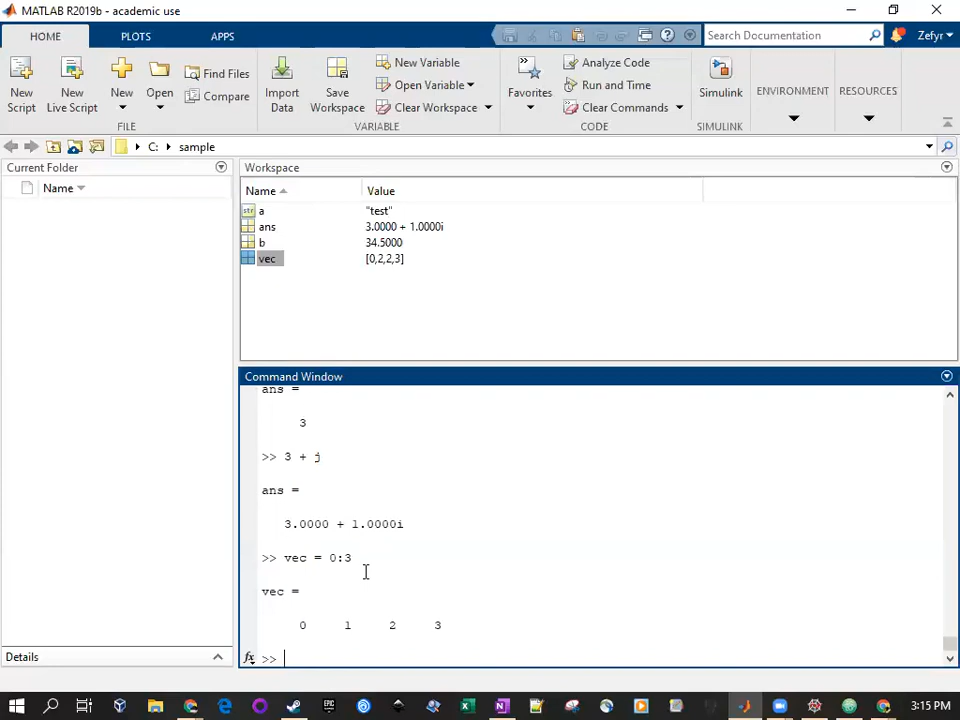 MATLAB R2019b - academic use
HOME PLOTS APPS
Search Documentation
Zefyr
New Script
New Live Script
New
Open
Find Files
Compare
FILE
Import Data
Save Workspace
New Variable
Open Variable
Clear Workspace
VARIABLE
Favorites
Analyze Code
Run and Time
Clear Commands
CODE
Simulink
SIMULINK
ENVIRONMENT
RESOURCES
C: sample
Current Folder
Name
Details
Workspace
Name Value
a "test"
ans 3.0000 + 1.0000i
b 34.5000
vec [0,2,2,3]
Command Window
ans =
3
>> 3 + j
ans =
3.0000 + 1.0000i
>> vec = 0:3
vec =
0 1 2 3
fx >>
3:15 PM